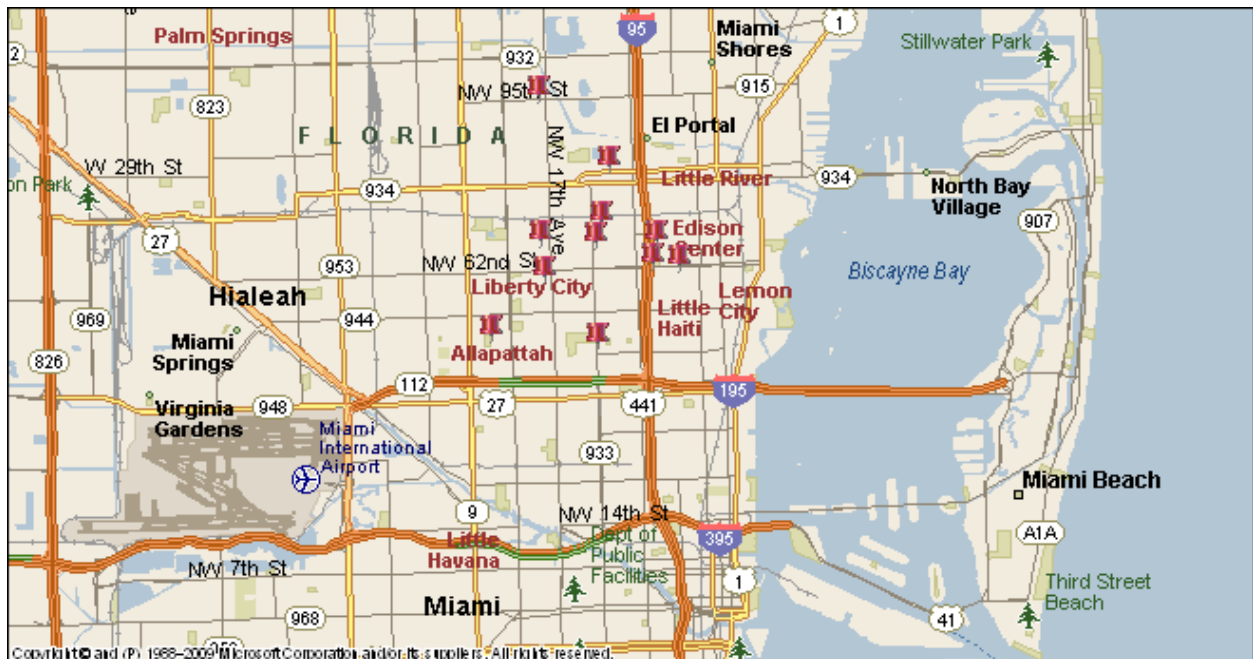 95
1
Miami
Shores
Palm Springs
Stillwater Park
2
932
NW 95th St
915
823
El Portal
FLORIDA
W 29th St
NW 17th Ave
Little River
934
934
on Park
North Bay
Village
907
27
Edison
Center
953
NW 62nd St
Biscayne Bay
Liberty City
Hialeah
Lemon
City
Little
Haiti
969
944
Miami
Springs
826
Allapattah
112
195
Virginia
Gardens
948
27
441
Miami
International
Airport
933
Miami Beach
9
NW 14th St
A1A
395
Little
Havana
Dept of
Public
Facilities
NW 7th St
1
Third Street
Beach
Miami
968
41
Copyright © and (P) 1988–2009 Microsoft Corporation and/or its suppliers. All rights reserved.